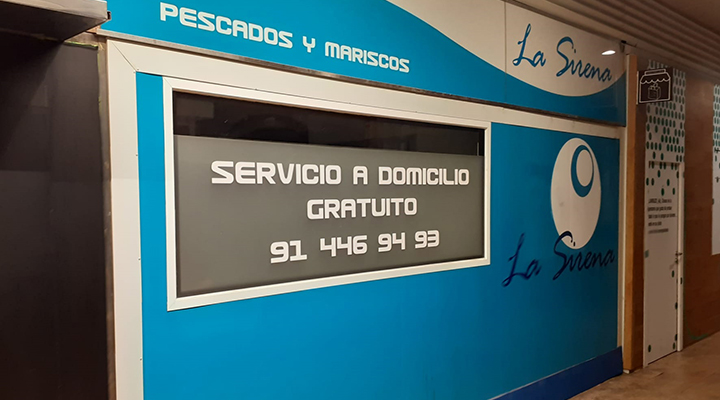 PESCADOS Y MARISCOS
La Sirena
SERVICIO A DOMICILIO
GRATUITO
91 446 94 93
La Sirena